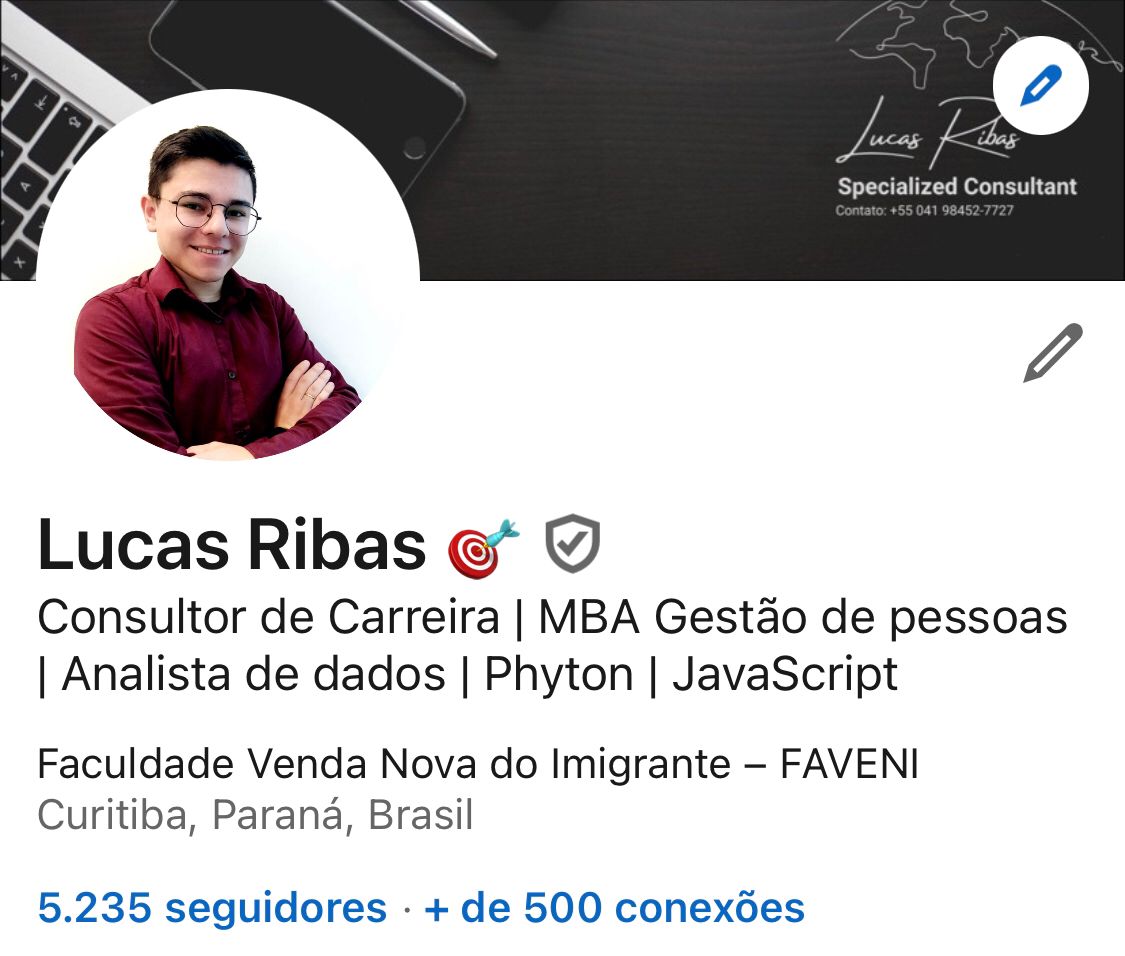 Lucas Ribas
Specialized Consultant
Contato: +55 041 98452-7727
Lucas Ribas 🎯
Consultor de Carreira | MBA Gestão de pessoas
| Analista de dados | Phyton | JavaScript
Faculdade Venda Nova do Imigrante – FAVENI
Curitiba, Paraná, Brasil
5.235 seguidores · + de 500 conexões